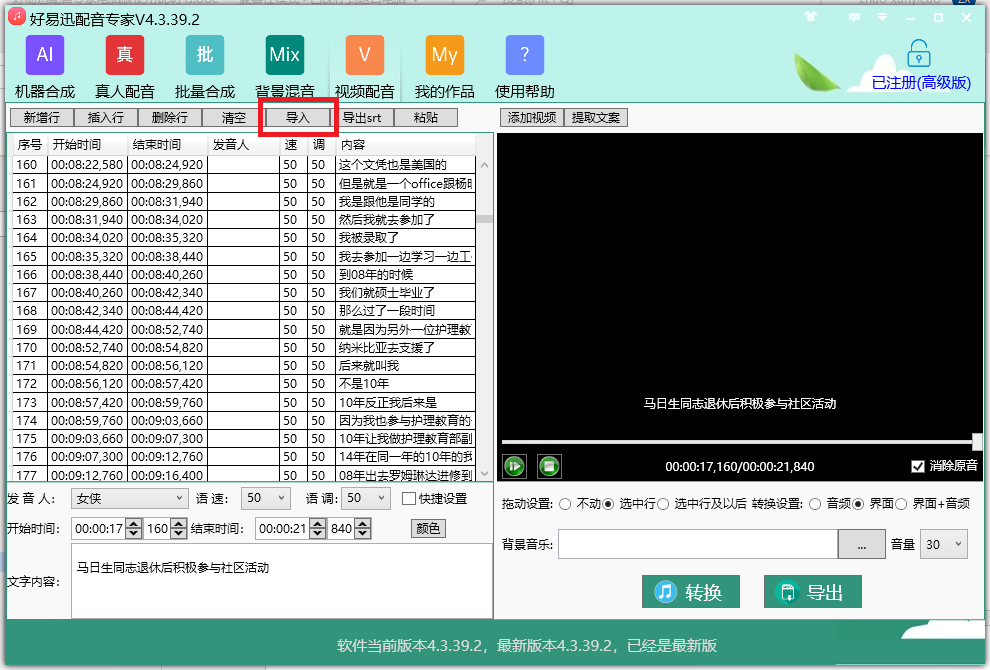 好易迅配音专家V4.3.39.2
AI 真 批 Mix V My ?
机器合成 真人配音 批量合成 背景混音 视频配音 我的作品 使用帮助
已注册(高级版)
新增行 插入行 删除行 清空 导入 导出srt 粘贴 添加视频 提取文案
序号 开始时间 结束时间 发音人 速 调 内容
160 00:08:22,580 00:08:24,920 50 50 这个文凭也是美国的
161 00:08:24,920 00:08:29,860 50 50 但是就是一个office跟杨
162 00:08:29,860 00:08:31,940 50 50 我是跟他是同学的
163 00:08:31,940 00:08:34,020 50 50 然后我就去参加了
164 00:08:34,020 00:08:35,320 50 50 我被录取了
165 00:08:35,320 00:08:38,440 50 50 我去参加一边学习一边工
166 00:08:38,440 00:08:40,260 50 50 到08年的时候
167 00:08:40,260 00:08:42,340 50 50 我们就硕士毕业了
168 00:08:42,340 00:08:44,420 50 50 那么过了一段时间
169 00:08:44,420 00:08:52,740 50 50 就是因为另外一位护理教
170 00:08:52,740 00:08:54,820 50 50 纳米比亚去支援了
171 00:08:54,820 00:08:56,120 50 50 后来就叫我
172 00:08:56,120 00:08:57,420 50 50 不是10年
173 00:08:57,420 00:08:59,760 50 50 10年反正我后来是
174 00:08:59,760 00:09:03,660 50 50 因为我也参与护理教育的
175 00:09:03,660 00:09:07,300 50 50 10年让我做护理教育部副
176 00:09:07,300 00:09:12,760 50 50 14年在同一年的10年的我
177 00:09:12,760 00:09:16,400 50 50 08年出去罗姆琳达进修到
马日生同志退休后积极参与社区活动
00:00:17,160/00:00:21,840 消除原音
发音人: 女侠 语速: 50 语调: 50 快捷设置
拖动设置: 不动 选中行 选中行及以后 转换设置: 音频 界面 界面+音频
开始时间: 00:00:17 160 结束时间: 00:00:21 840 颜色
背景音乐: ... 音量 30
文字内容: 马日生同志退休后积极参与社区活动
转换 导出
软件当前版本4.3.39.2，最新版本4.3.39.2，已经是最新版